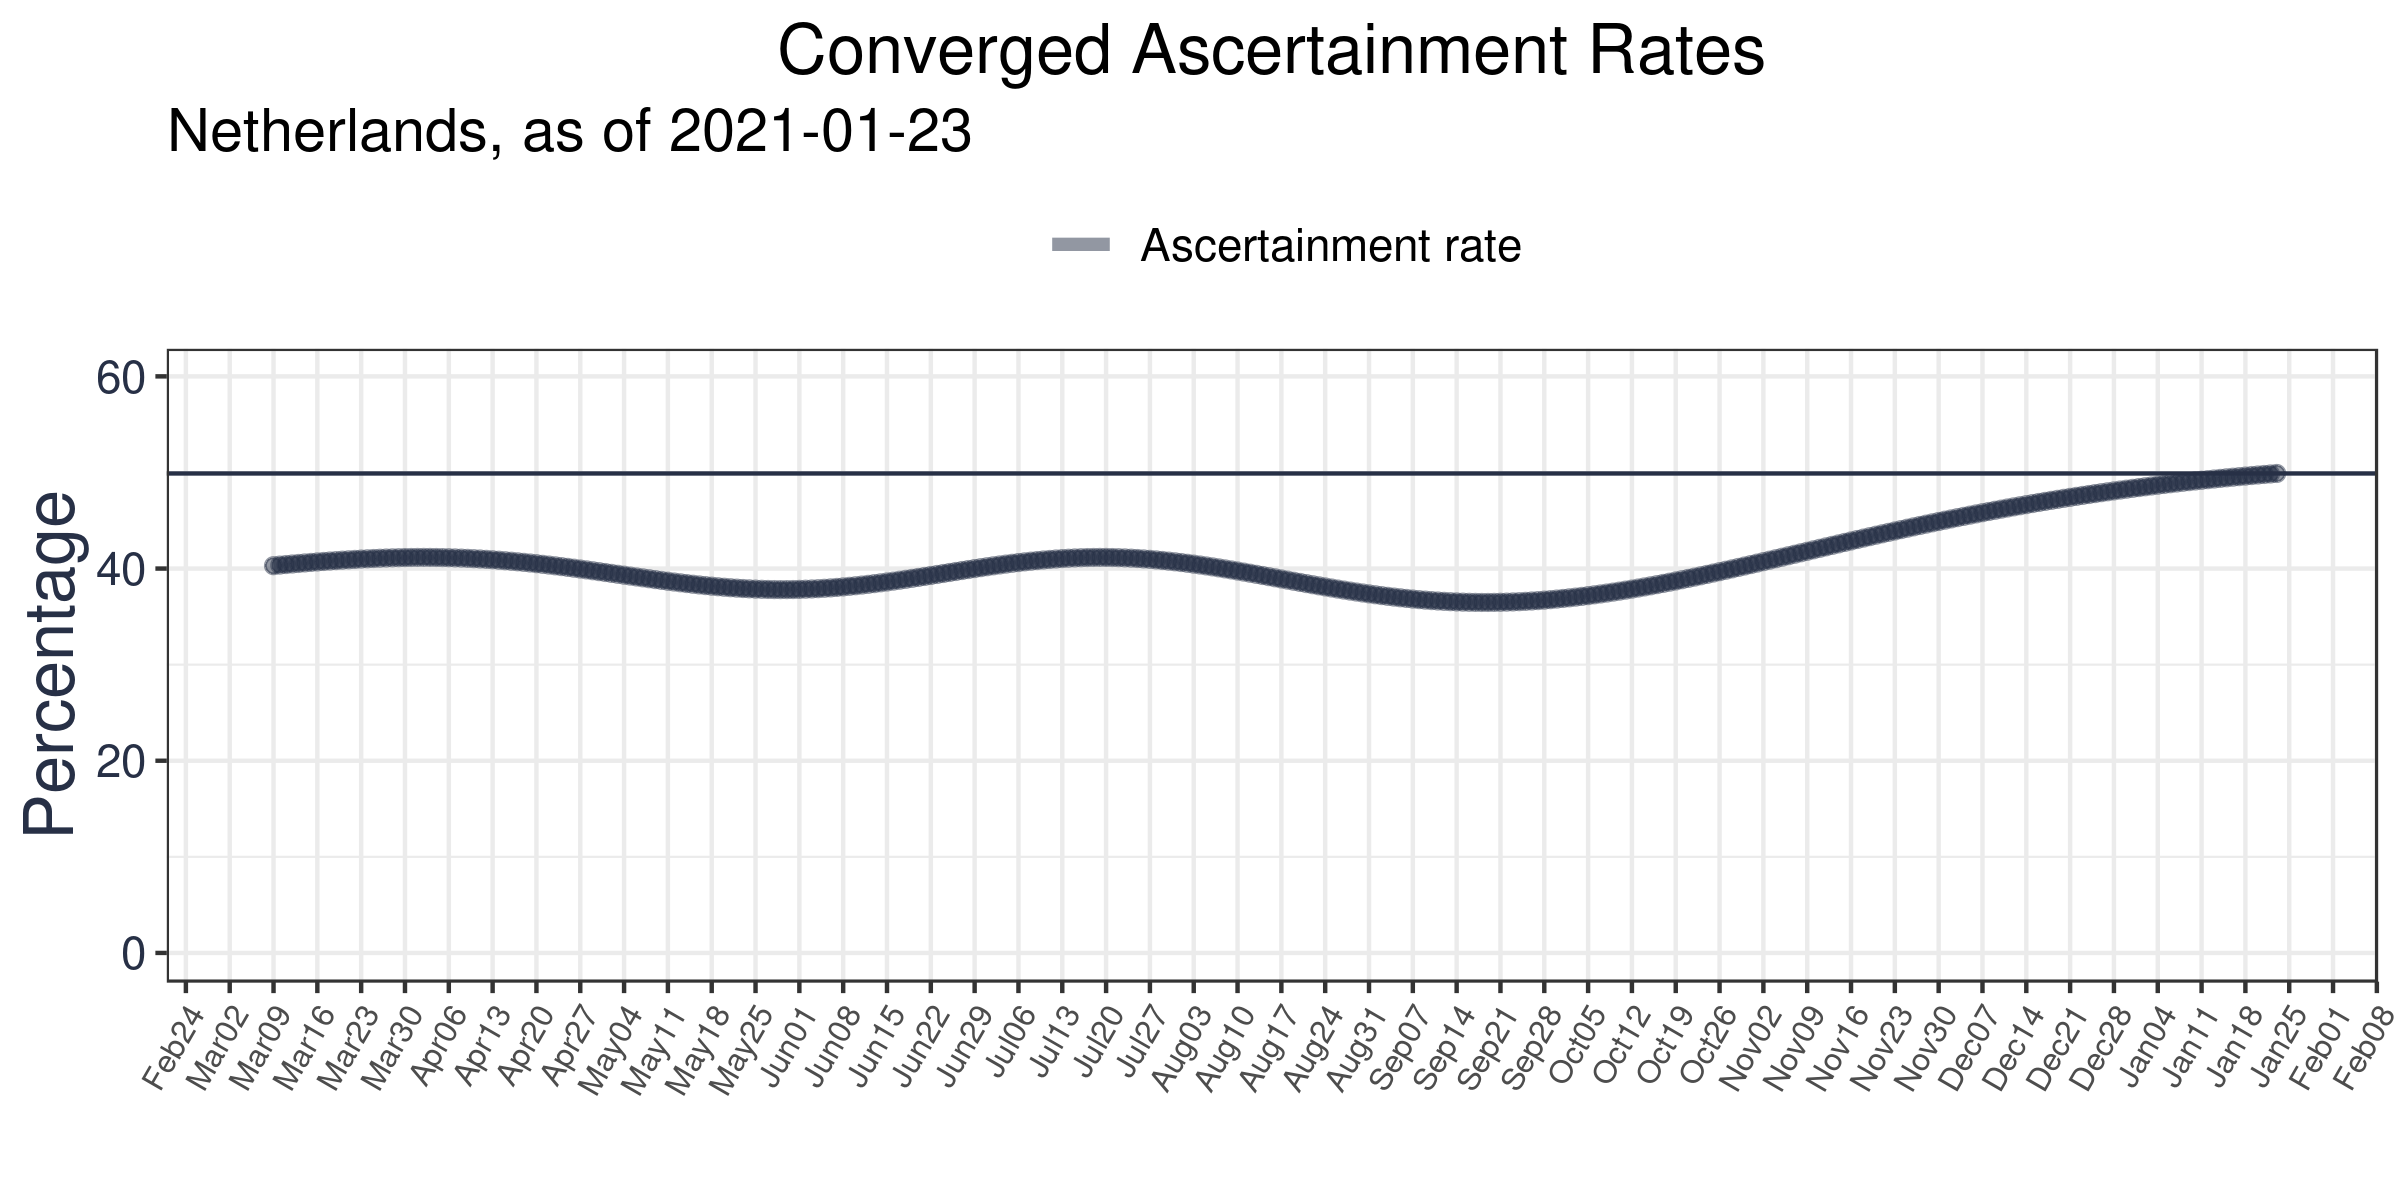 Converged Ascertainment Rates
Netherlands, as of 2021-01-23
Ascertainment rate
Percentage
60
40
20
0
Feb24
Mar02
Mar09
Mar16
Mar23
Mar30
Apr06
Apr13
Apr20
Apr27
May04
May11
May18
May25
Jun01
Jun08
Jun15
Jun22
Jun29
Jul06
Jul13
Jul20
Jul27
Aug03
Aug10
Aug17
Aug24
Aug31
Sep07
Sep14
Sep21
Sep28
Oct05
Oct12
Oct19
Oct26
Nov02
Nov09
Nov16
Nov23
Nov30
Dec07
Dec14
Dec21
Dec28
Jan04
Jan11
Jan18
Jan25
Feb01
Feb08